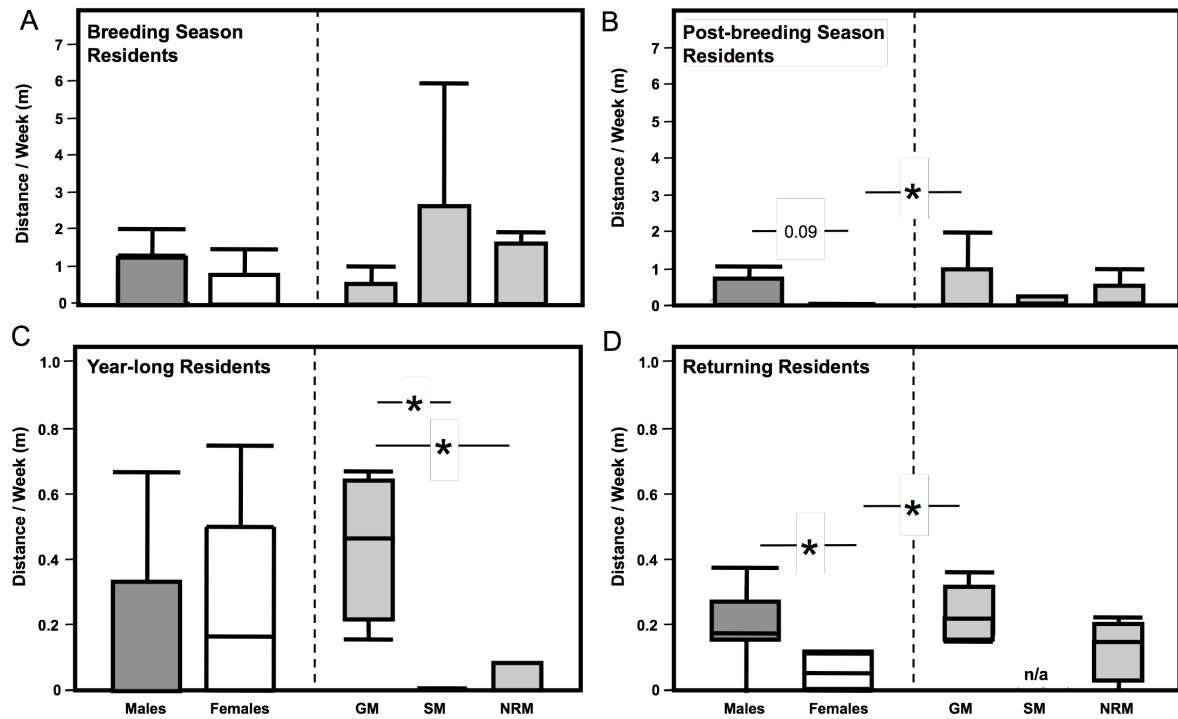 A
Breeding Season
Residents
Distance / Week (m)
7
6
5
4
3
2
1
0
B
Post-breeding Season
Residents
Distance / Week (m)
7
6
5
4
3
2
1
0
0.09
*
C
Year-long Residents
Distance / Week (m)
1.0
0.8
0.6
0.4
0.2
0
*
*
Males Females GM SM NRM
D
Returning Residents
Distance / Week (m)
1.0
0.8
0.6
0.4
0.2
0
*
*
n/a
Males Females GM SM NRM